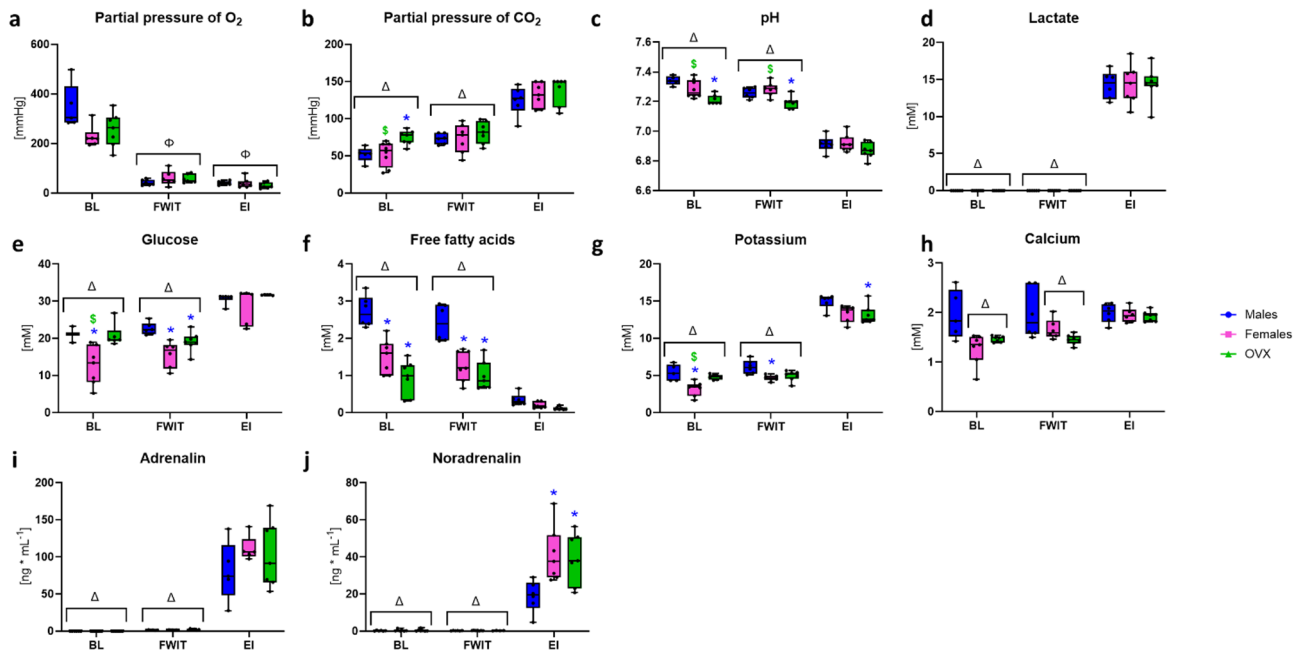 a Partial pressure of O2
[mmHg]
600
400
200
0
Φ Φ
BL FWIT EI
b Partial pressure of CO2
[mmHg]
200
150
100
50
0
Δ Δ
$ *
BL FWIT EI
c pH
7.6
7.4
7.2
7.0
6.8
6.6
Δ Δ
$ * $ *
BL FWIT EI
d Lactate
[mM]
20
15
10
5
0
Δ Δ
BL FWIT EI
e Glucose
[mM]
40
30
20
10
0
Δ Δ
$
* * *
BL FWIT EI
f Free fatty acids
[mM]
4
3
2
1
0
Δ Δ
* * * *
BL FWIT EI
g Potassium
[mM]
20
15
10
5
0
Δ Δ *
$
* *
BL FWIT EI
h Calcium
[mM]
3
2
1
0
Δ Δ
BL FWIT EI
Males
Females
OVX
i Adrenalin
[ng * mL-1]
200
150
100
50
0
Δ Δ
BL FWIT EI
j Noradrenalin
[ng * mL-1]
80
60
40
20
0
Δ Δ * *
BL FWIT EI